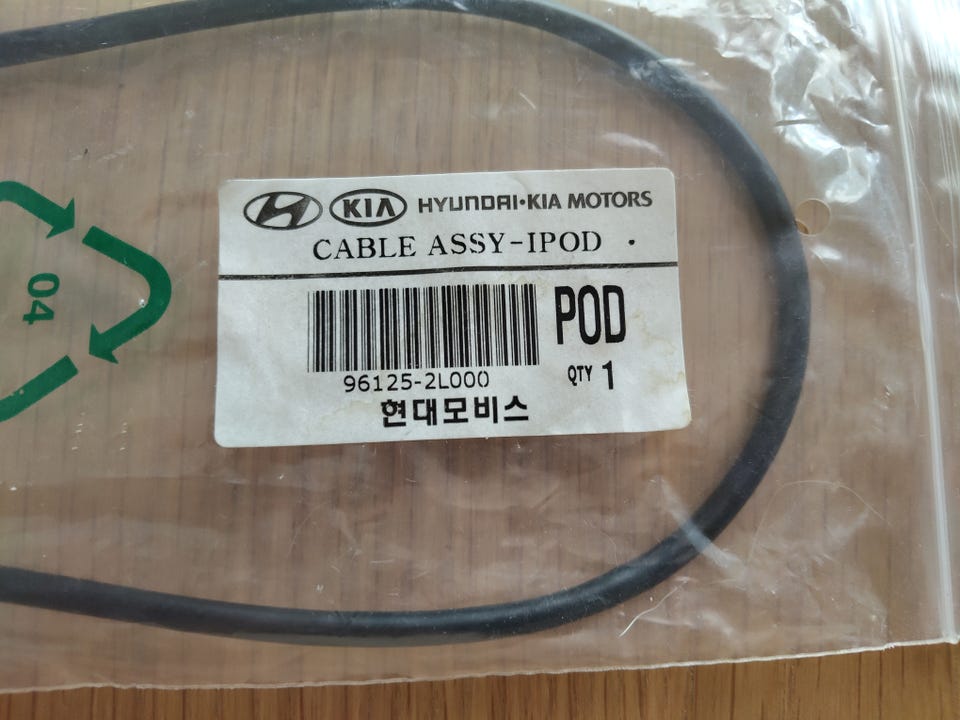 KIA HYUNDAI·KIA MOTORS
CABLE ASSY-IPOD
POD
96125-2L000
QTY 1
현대모비스
04